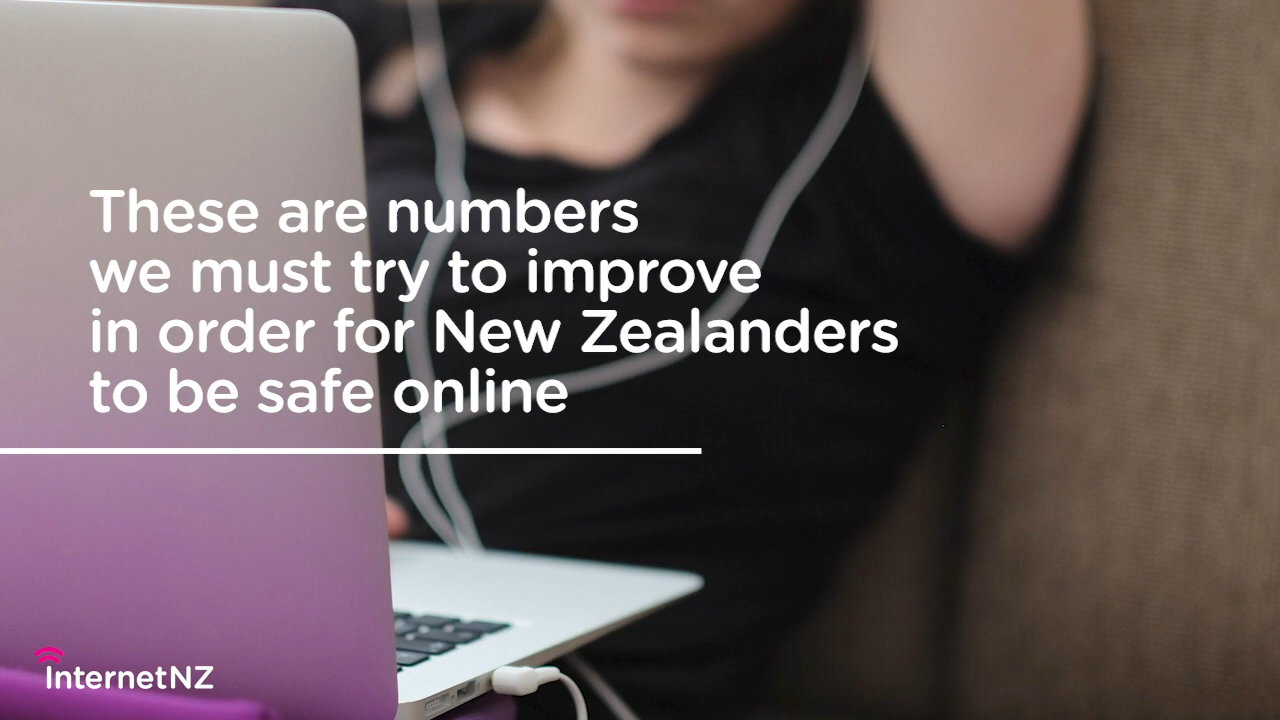 These are numbers
we must try to improve
in order for New Zealanders
to be safe online
InternetNZ